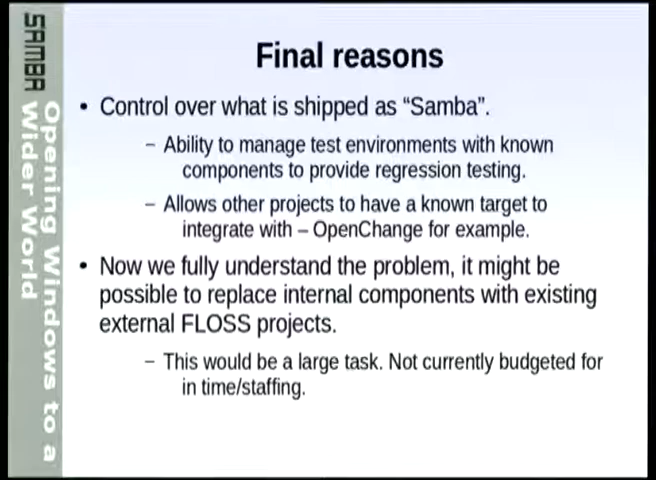 SAMBA
Opening Windows to a
Wider World
Final reasons
• Control over what is shipped as “Samba”.
– Ability to manage test environments with known
components to provide regression testing.
– Allows other projects to have a known target to
integrate with – OpenChange for example.
• Now we fully understand the problem, it might be
possible to replace internal components with existing
external FLOSS projects.
– This would be a large task. Not currently budgeted for
in time/staffing.